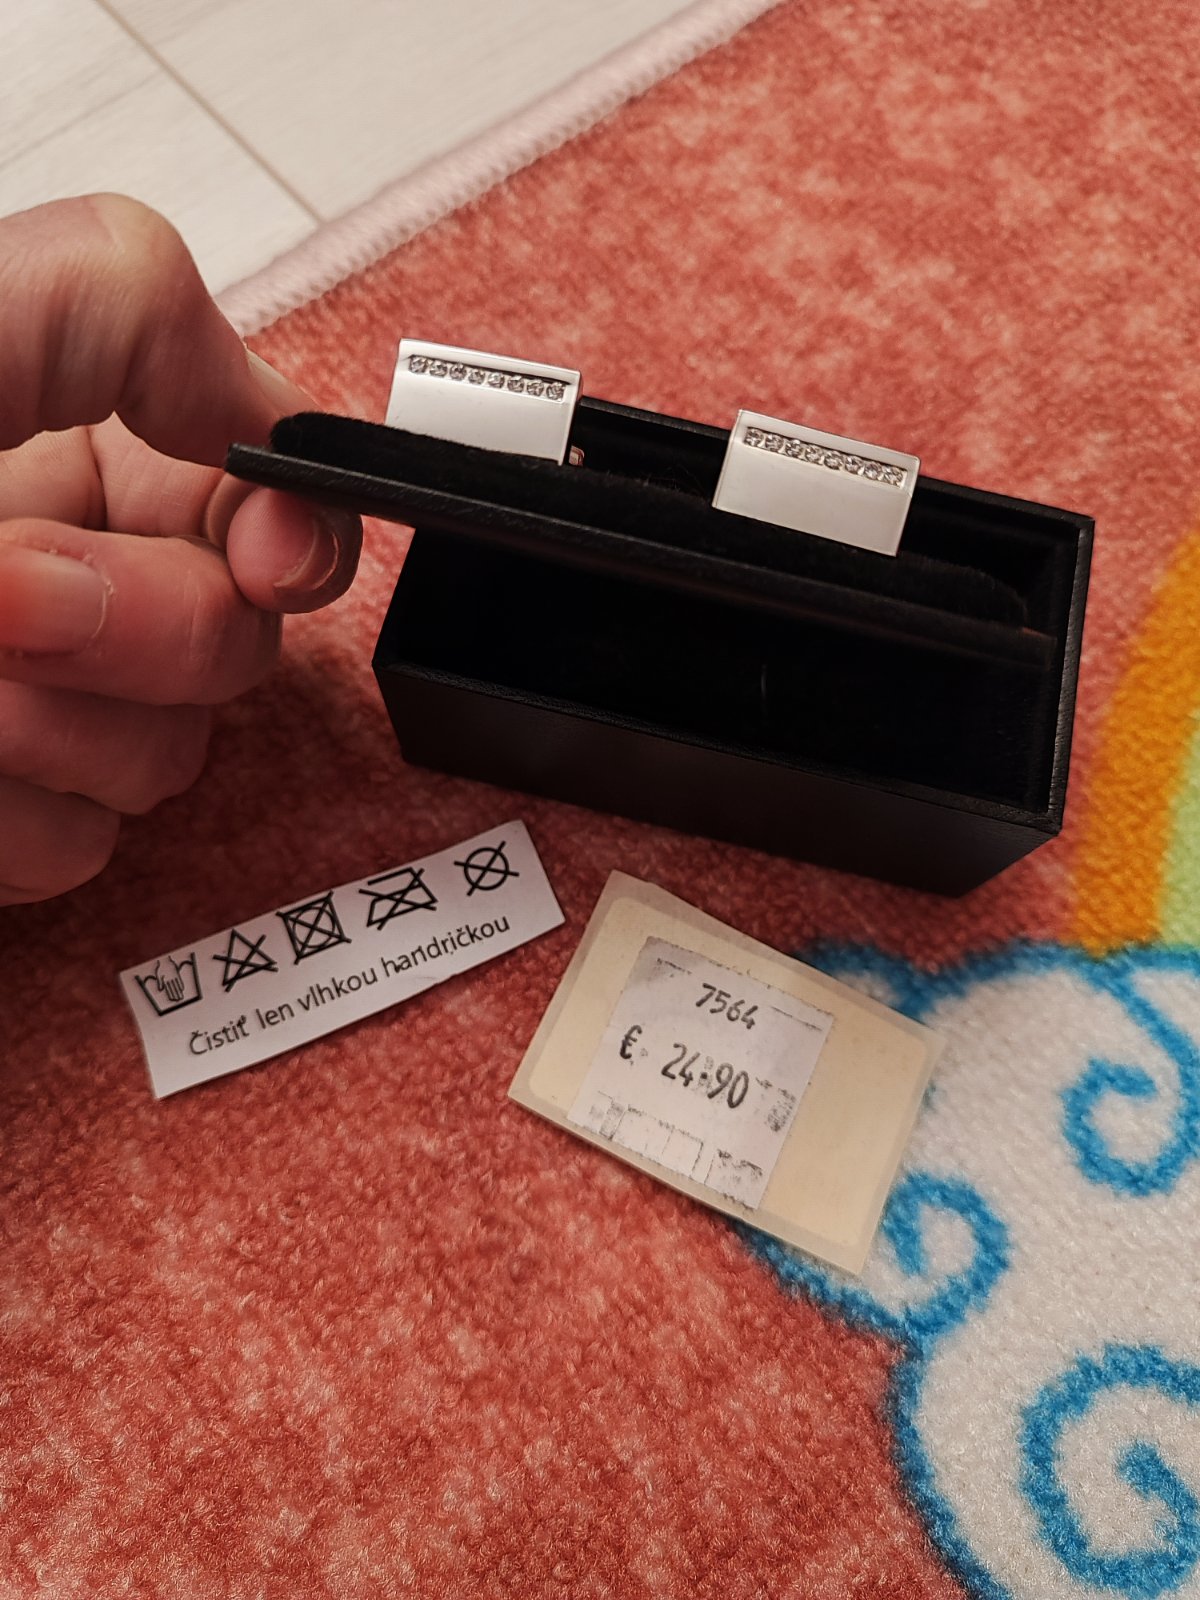 Čistiť len vlhkou handričkou
7564
€. 24.90